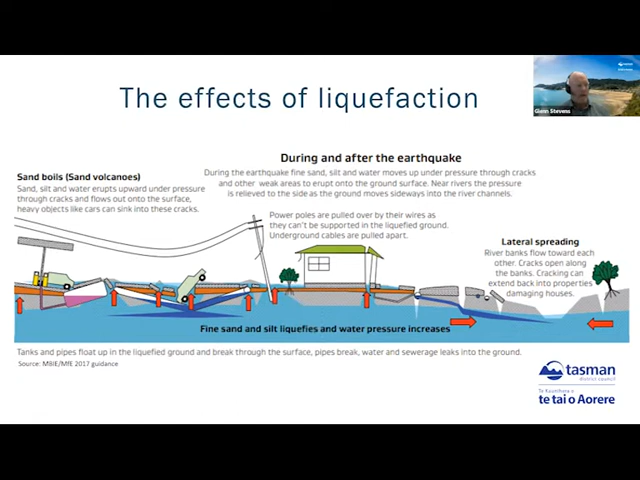 The effects of liquefaction
Glenn Stevens
During and after the earthquake
During the earthquake fine sand, silt and water moves up under pressure through cracks
and other weak areas to erupt onto the ground surface. Near rivers the pressure
is relieved to the side as the ground moves sideways into the river channels.
Sand boils (Sand volcanoes)
Sand, silt and water erupts upward under pressure
through cracks and flows out onto the surface,
heavy objects like cars can sink into these cracks.
Power poles are pulled over by their wires as
they can't be supported in the liquefied ground.
Underground cables are pulled apart.
Lateral spreading
River banks flow toward each
other. Cracks open along
the banks. Cracking can
extend back into properties
damaging houses.
Fine sand and silt liquefies and water pressure increases
Tanks and pipes float up in the liquefied ground and break through the surface, pipes break, water and sewerage leaks into the ground.
Source: MBIE/MfE 2017 guidance
tasman
district council
Te Kaunihera o
te tai o Aorere